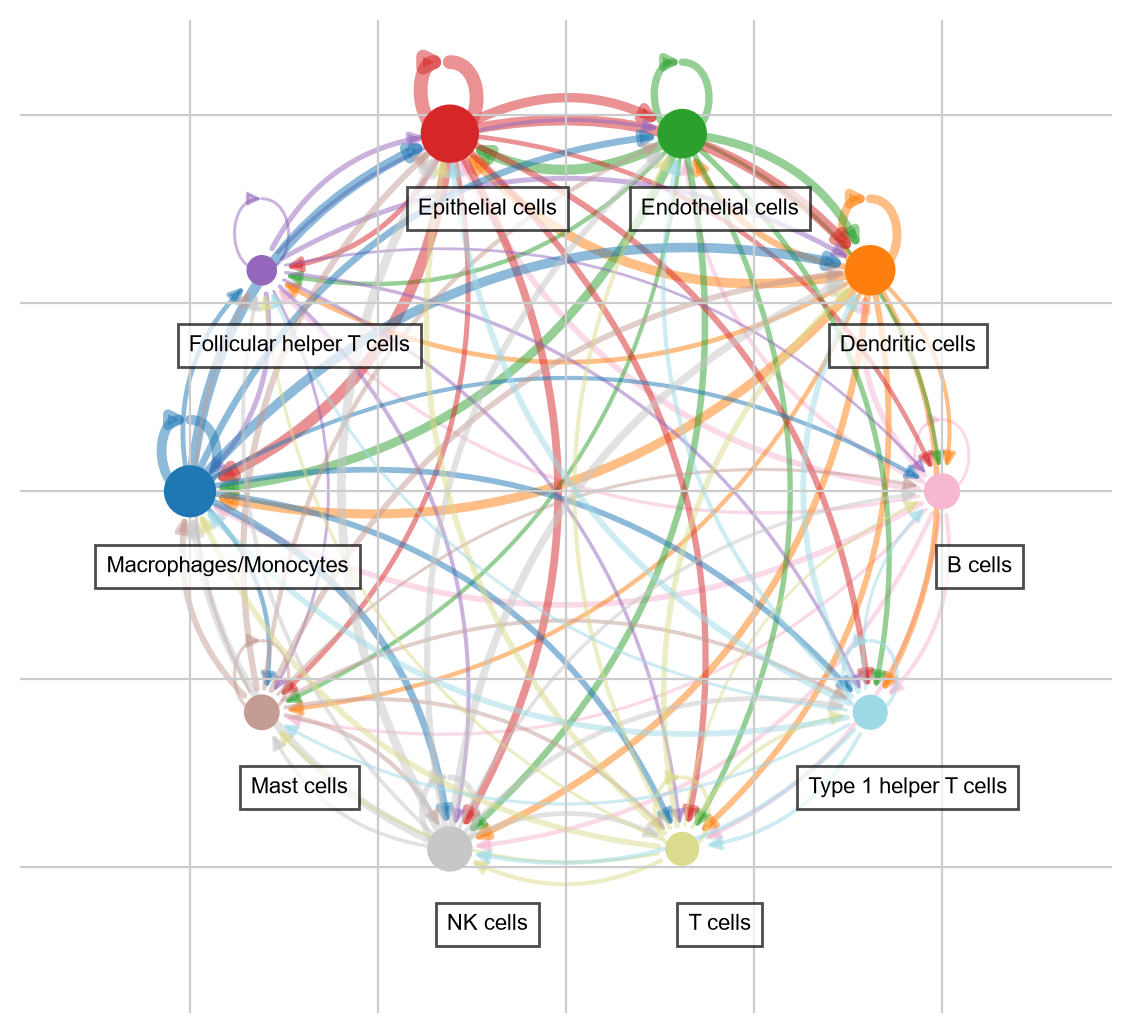 Epithelial cells
Endothelial cells
Follicular helper T cells
Dendritic cells
Macrophages/Monocytes
B cells
Mast cells
Type 1 helper T cells
NK cells
T cells